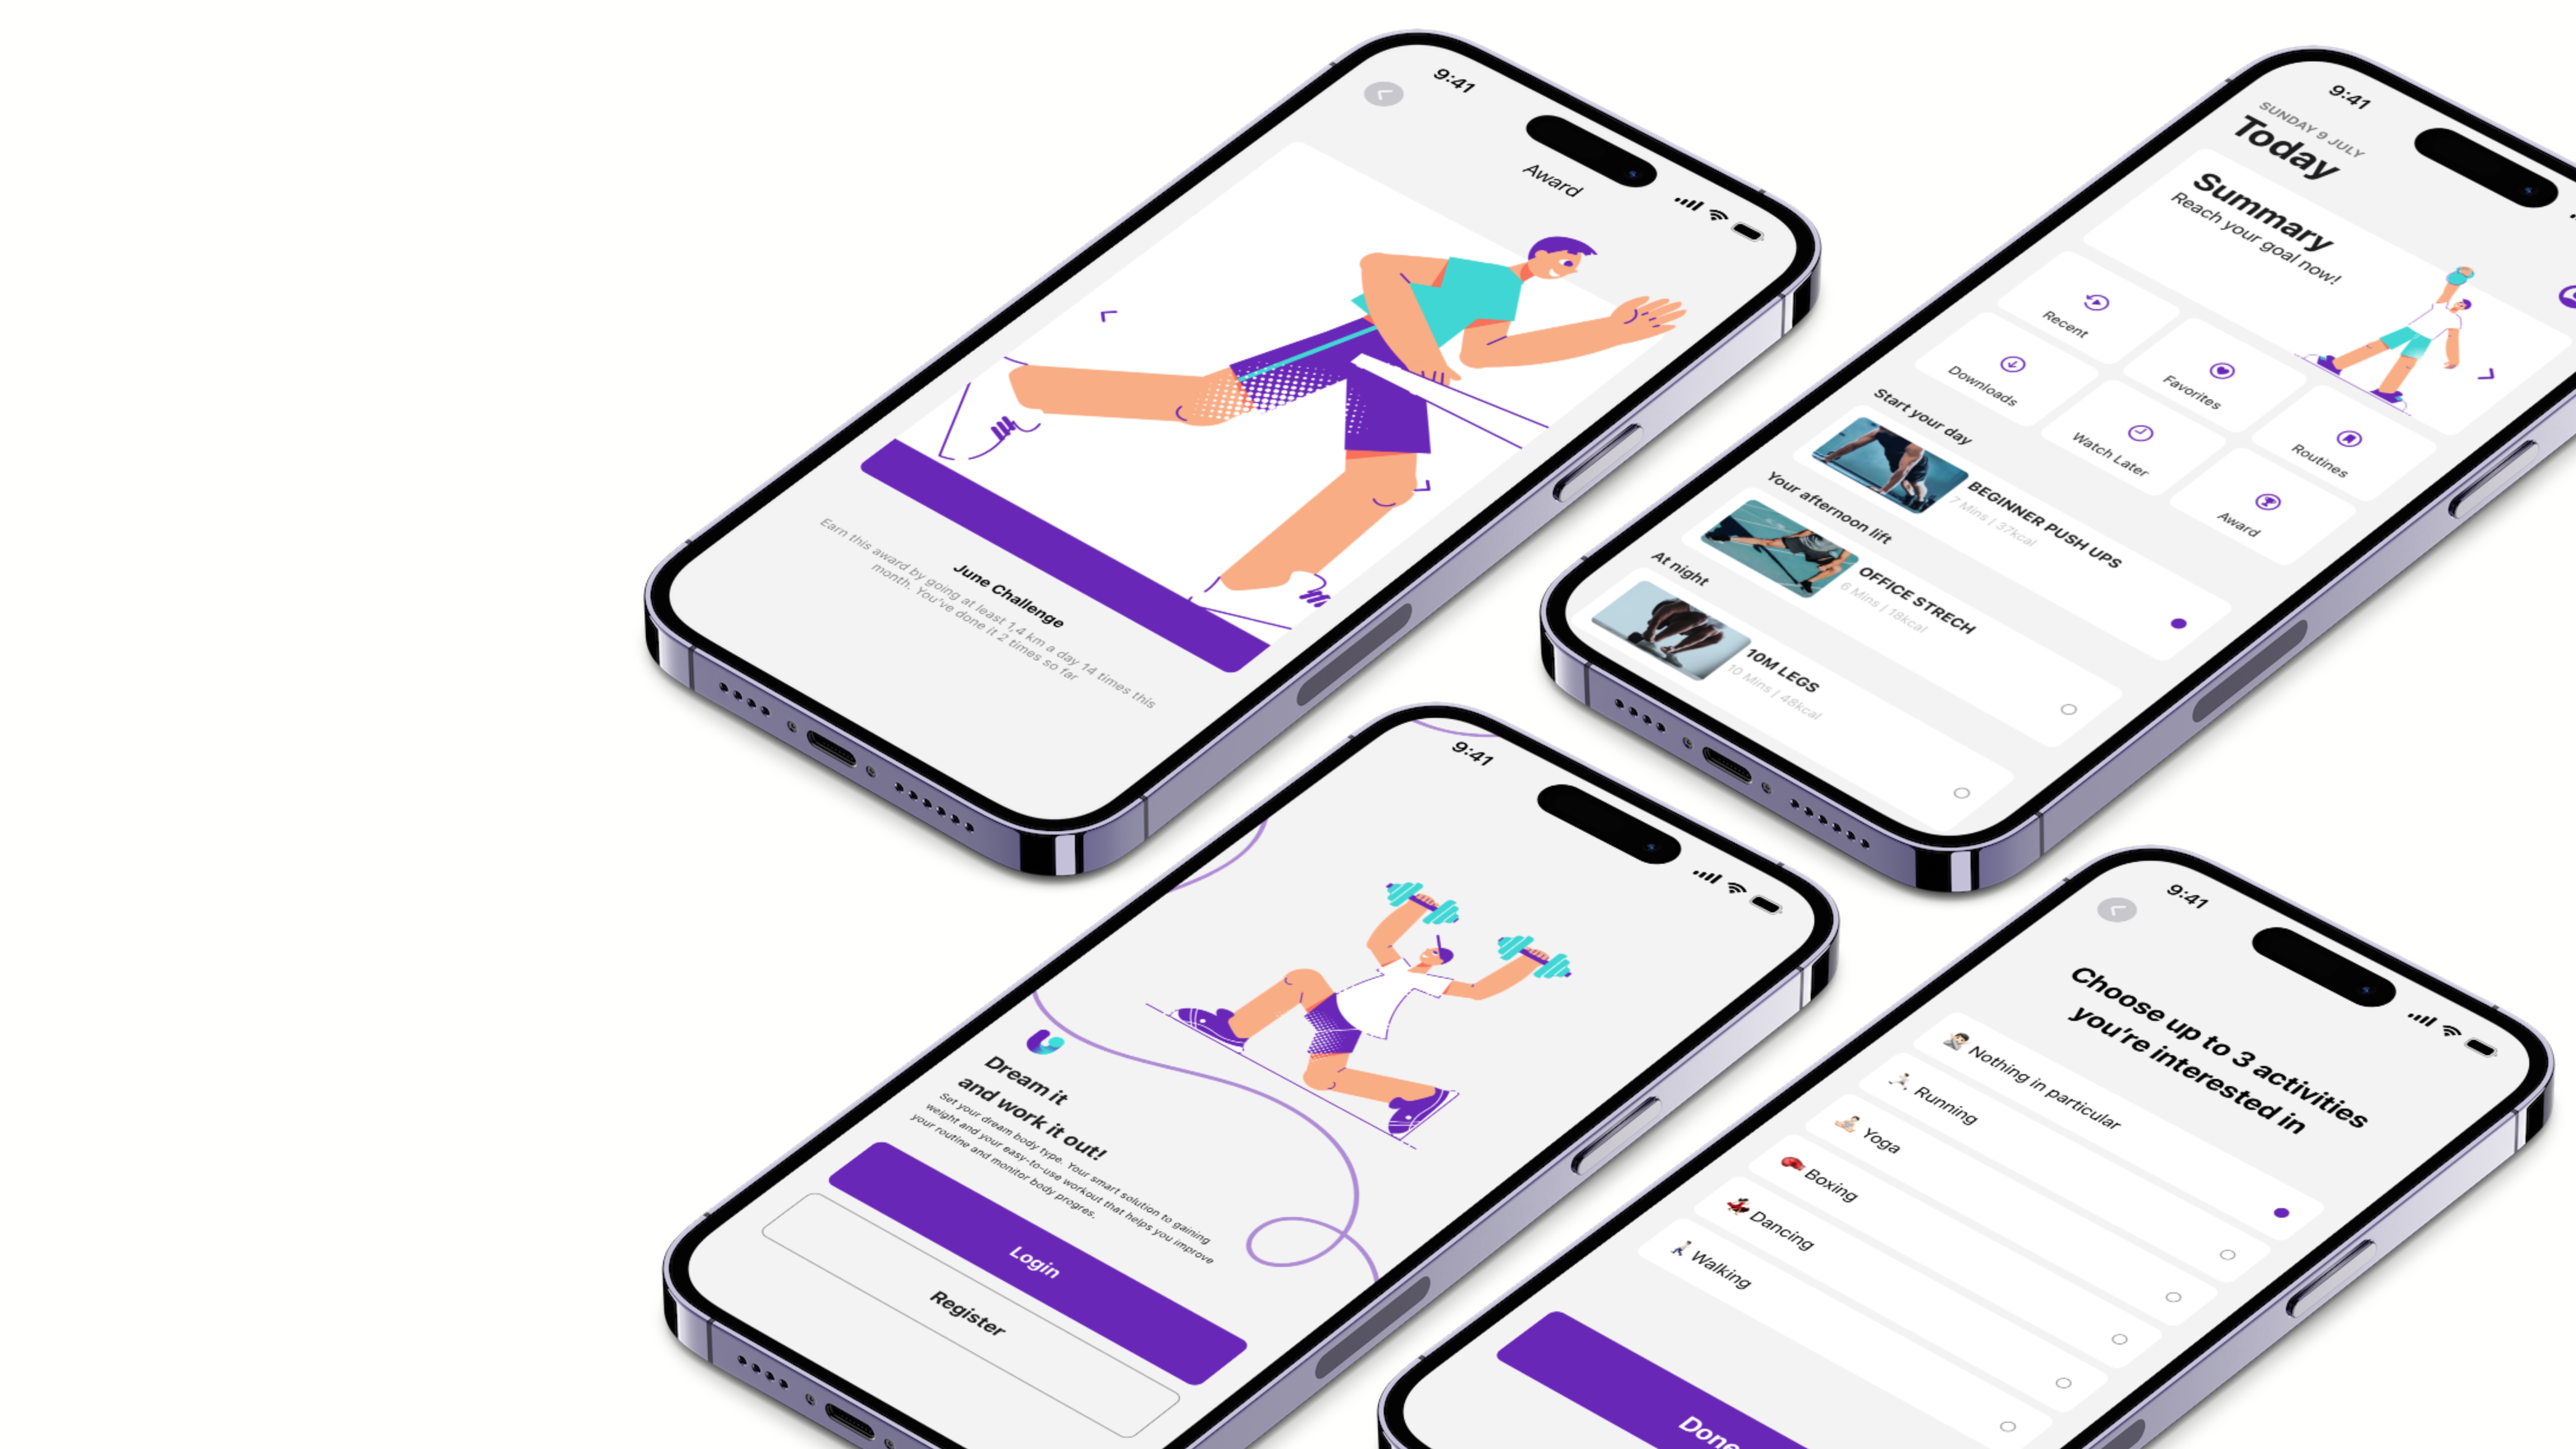 9:41
Award
June Challenge
Earn this award by going at least 1,4 km a day 14 times this
month. You've done it 2 times so far
9:41
SUNDAY 9 JULY
Today
Summary
Reach your goal now!
Recent
Favorites
Routines
Downloads
Watch Later
Award
Start your day
BEGINNER PUSH UPS
7 Mins | 37kcal
Your afternoon lift
OFFICE STRECH
6 Mins | 18kcal
At night
10M LEGS
10 Mins | 48kcal
9:41
Dream it
and work it out!
Set your dream body type. Your smart solution to gaining
weight and your easy-to-use workout that helps you improve
your routine and monitor body progres.
Login
Register
9:41
Choose up to 3 activities
you're interested in
Nothing in particular
Running
Yoga
Boxing
Dancing
Walking
Done